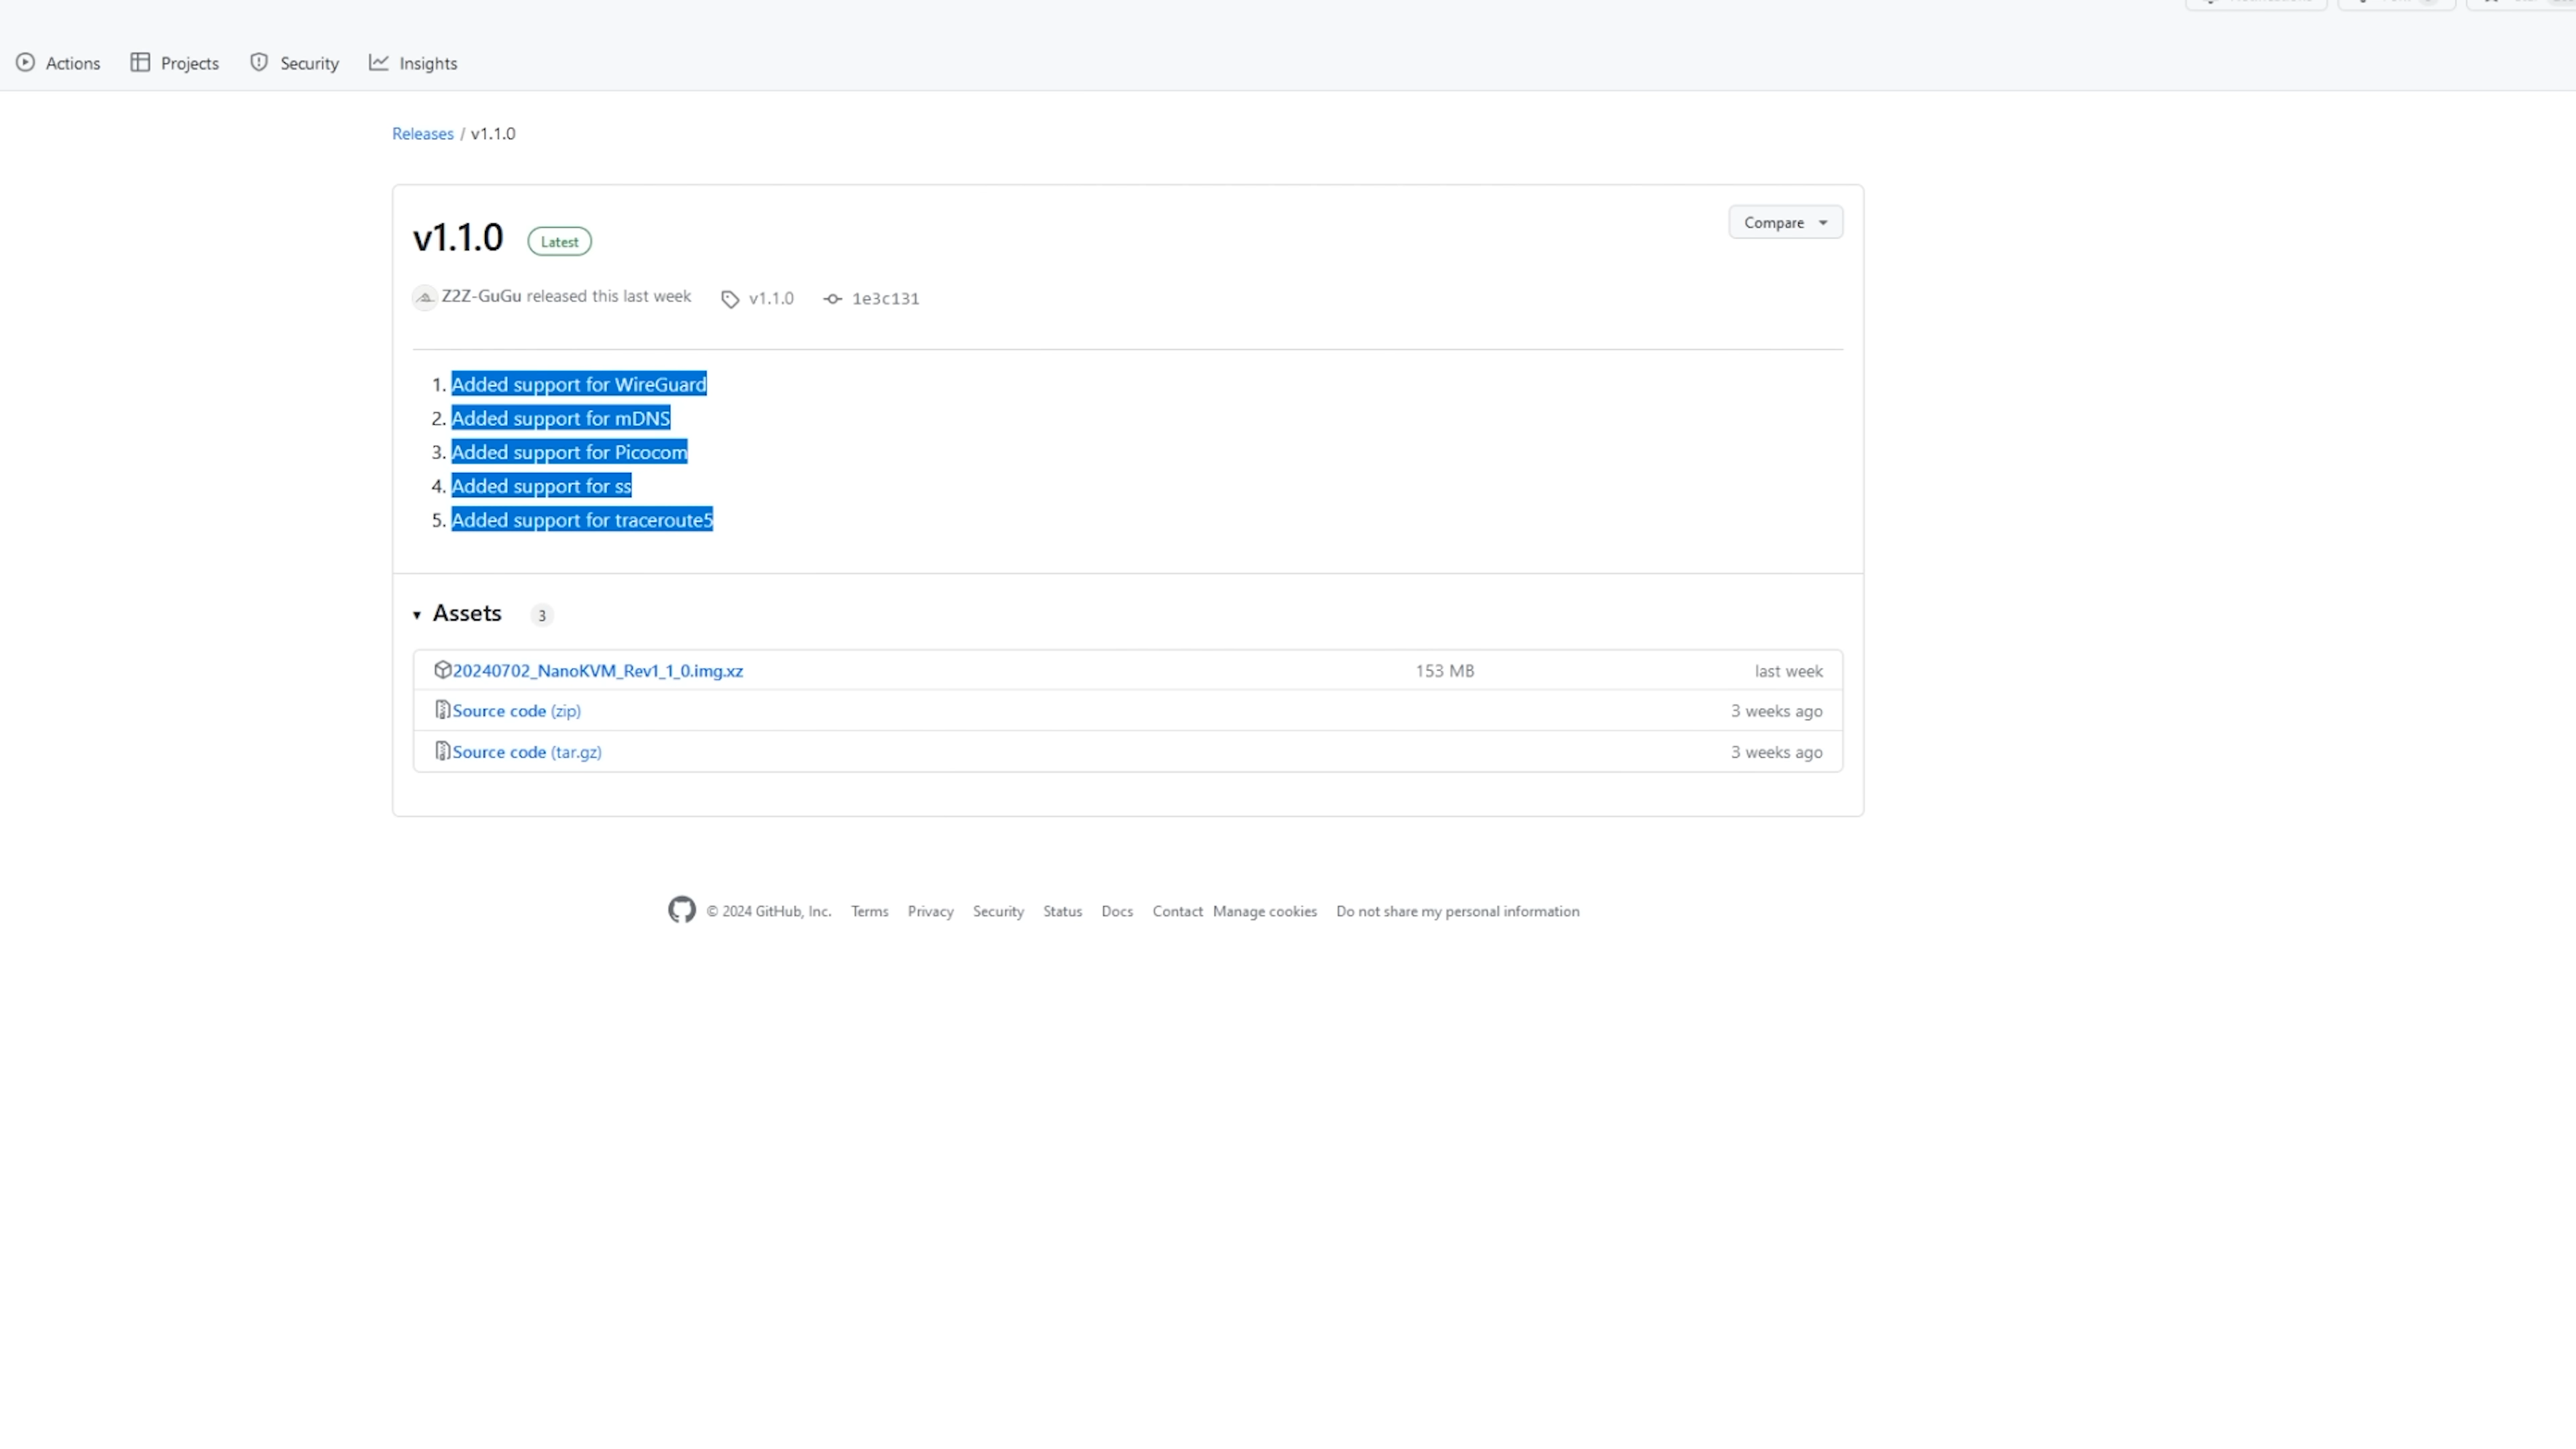 Actions Projects Security Insights
Releases / v1.1.0
v1.1.0 Latest Compare
Z2Z-GuGu released this last week v1.1.0 1e3c131
1. Added support for WireGuard
2. Added support for mDNS
3. Added support for Picocom
4. Added support for ss
5. Added support for traceroute5
Assets 3
20240702_NanoKVM_Rev1_1_0.img.xz 153 MB last week
Source code (zip) 3 weeks ago
Source code (tar.gz) 3 weeks ago
© 2024 GitHub, Inc. Terms Privacy Security Status Docs Contact Manage cookies Do not share my personal information